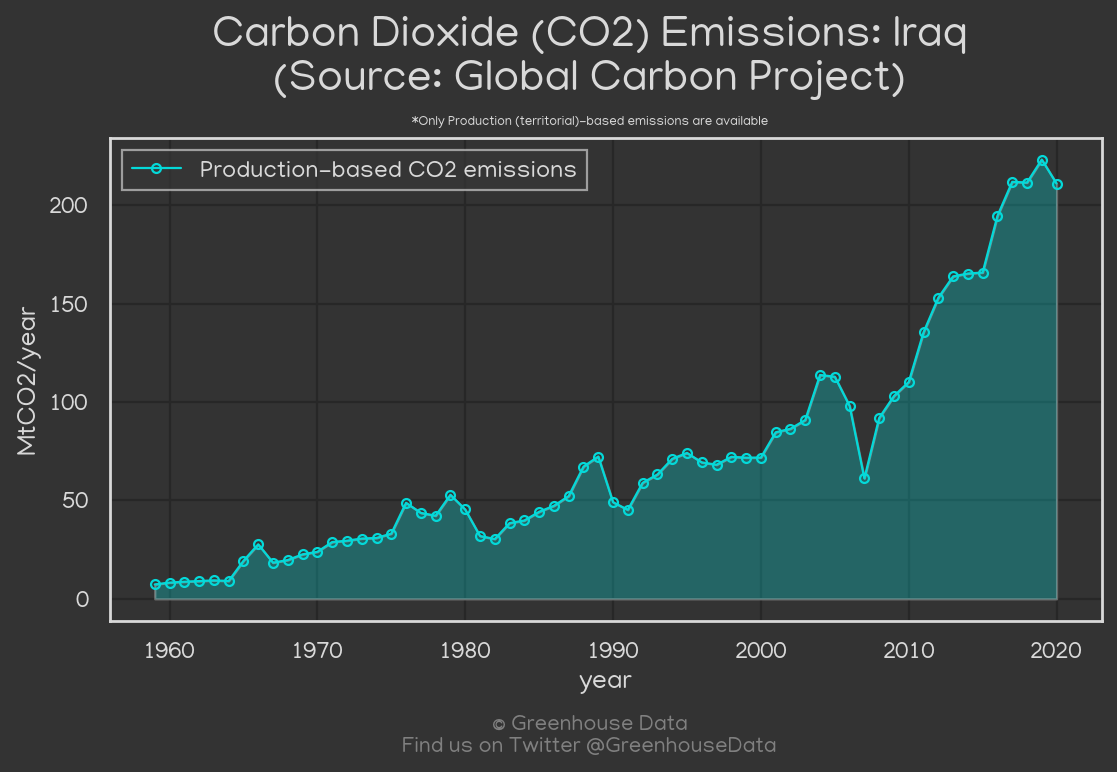 Carbon Dioxide (CO2) Emissions: Iraq
(Source: Global Carbon Project)
*Only Production (territorial)-based emissions are available
Production-based CO2 emissions
MtCO2/year
200
150
100
50
0
1960 1970 1980 1990 2000 2010 2020
year
© Greenhouse Data
Find us on Twitter @GreenhouseData